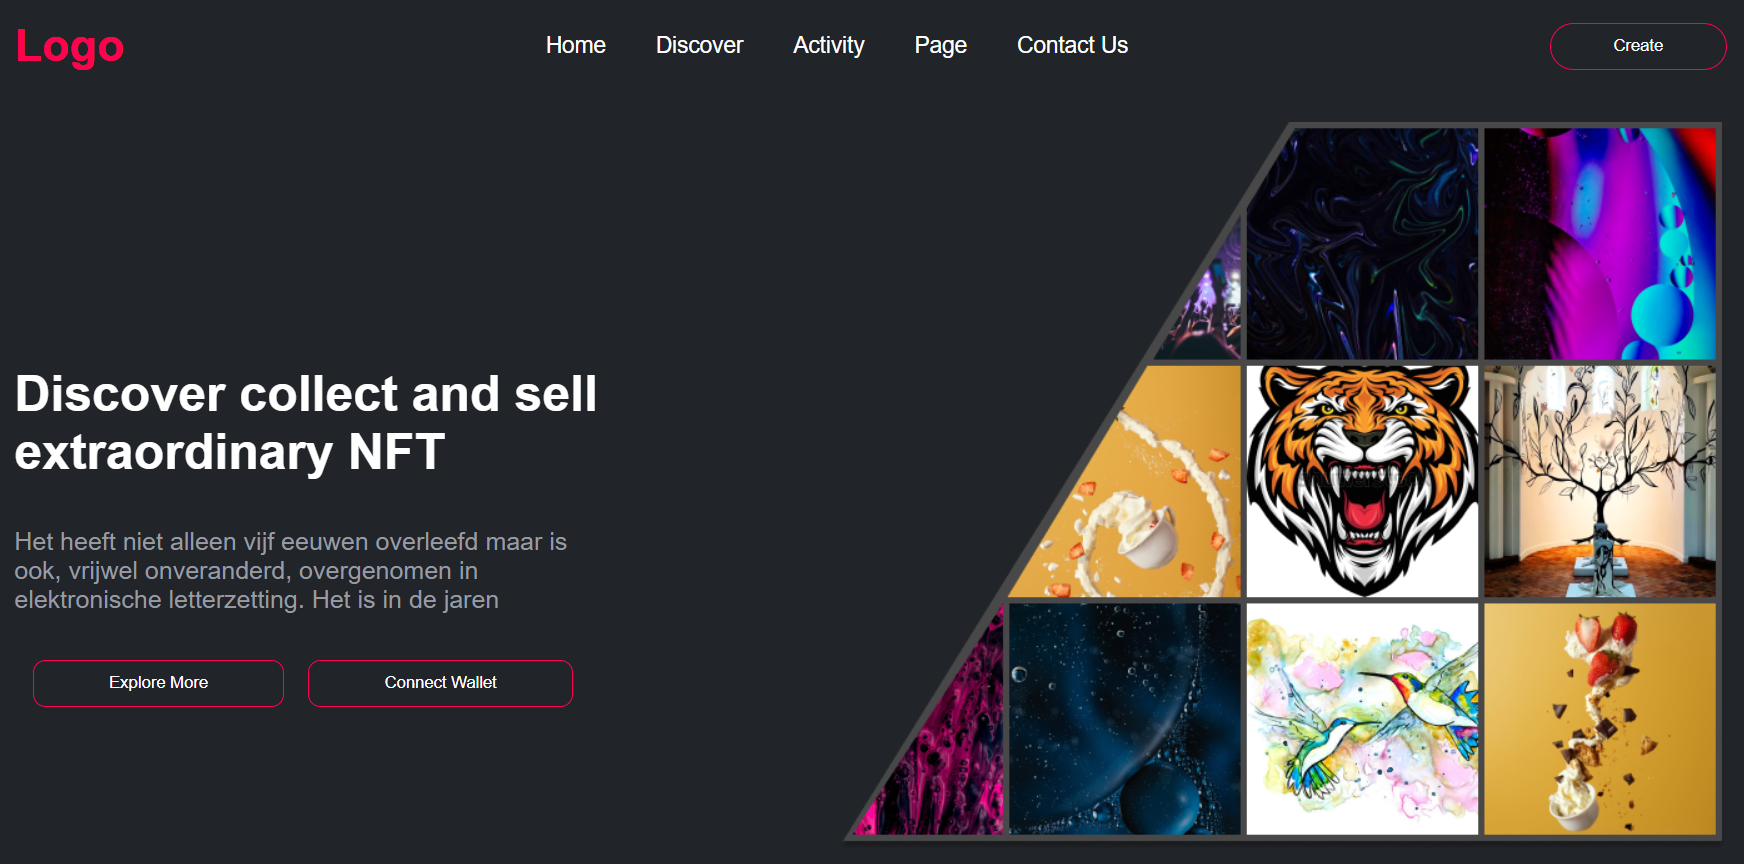 Logo
Home
Discover
Activity
Page
Contact Us
Create
Discover collect and sell
extraordinary NFT
Het heeft niet alleen vijf eeuwen overleefd maar is
ook, vrijwel onveranderd, overgenomen in
elektronische letterzetting. Het is in de jaren
Explore More
Connect Wallet